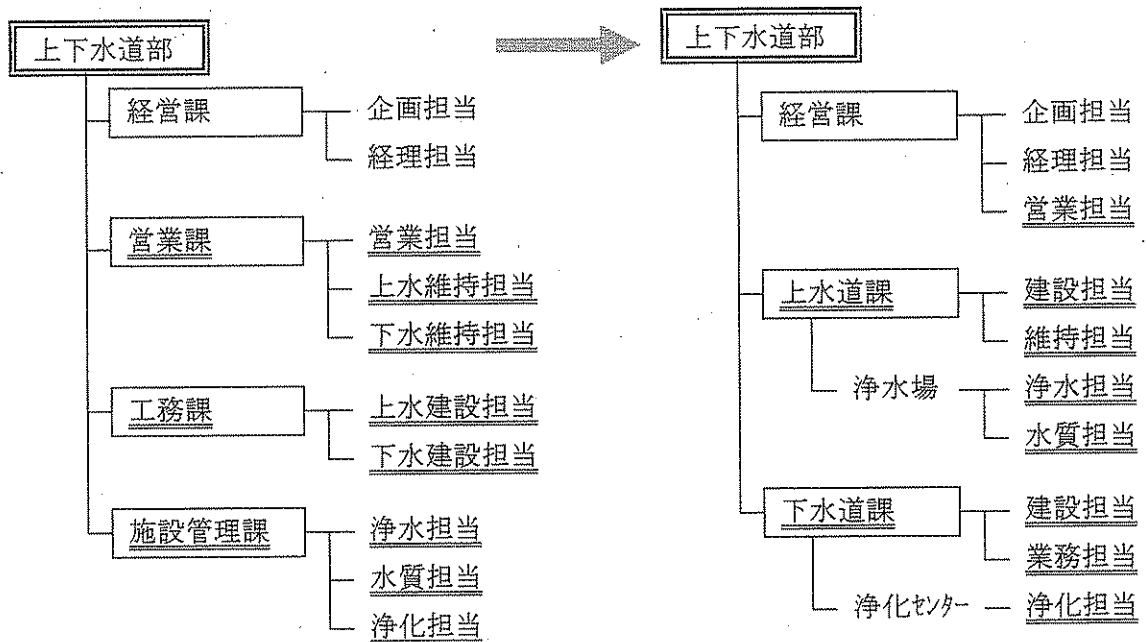 上下水道部
経営課
企画担当
経理担当
営業課
営業担当
上水維持担当
下水維持担当
工務課
上水建設担当
下水建設担当
施設管理課
浄水担当
水質担当
浄化担当
上下水道部
経営課
企画担当
経理担当
営業担当
上水道課
建設担当
維持担当
浄水場
浄水担当
水質担当
下水道課
建設担当
業務担当
浄化センター
浄化担当